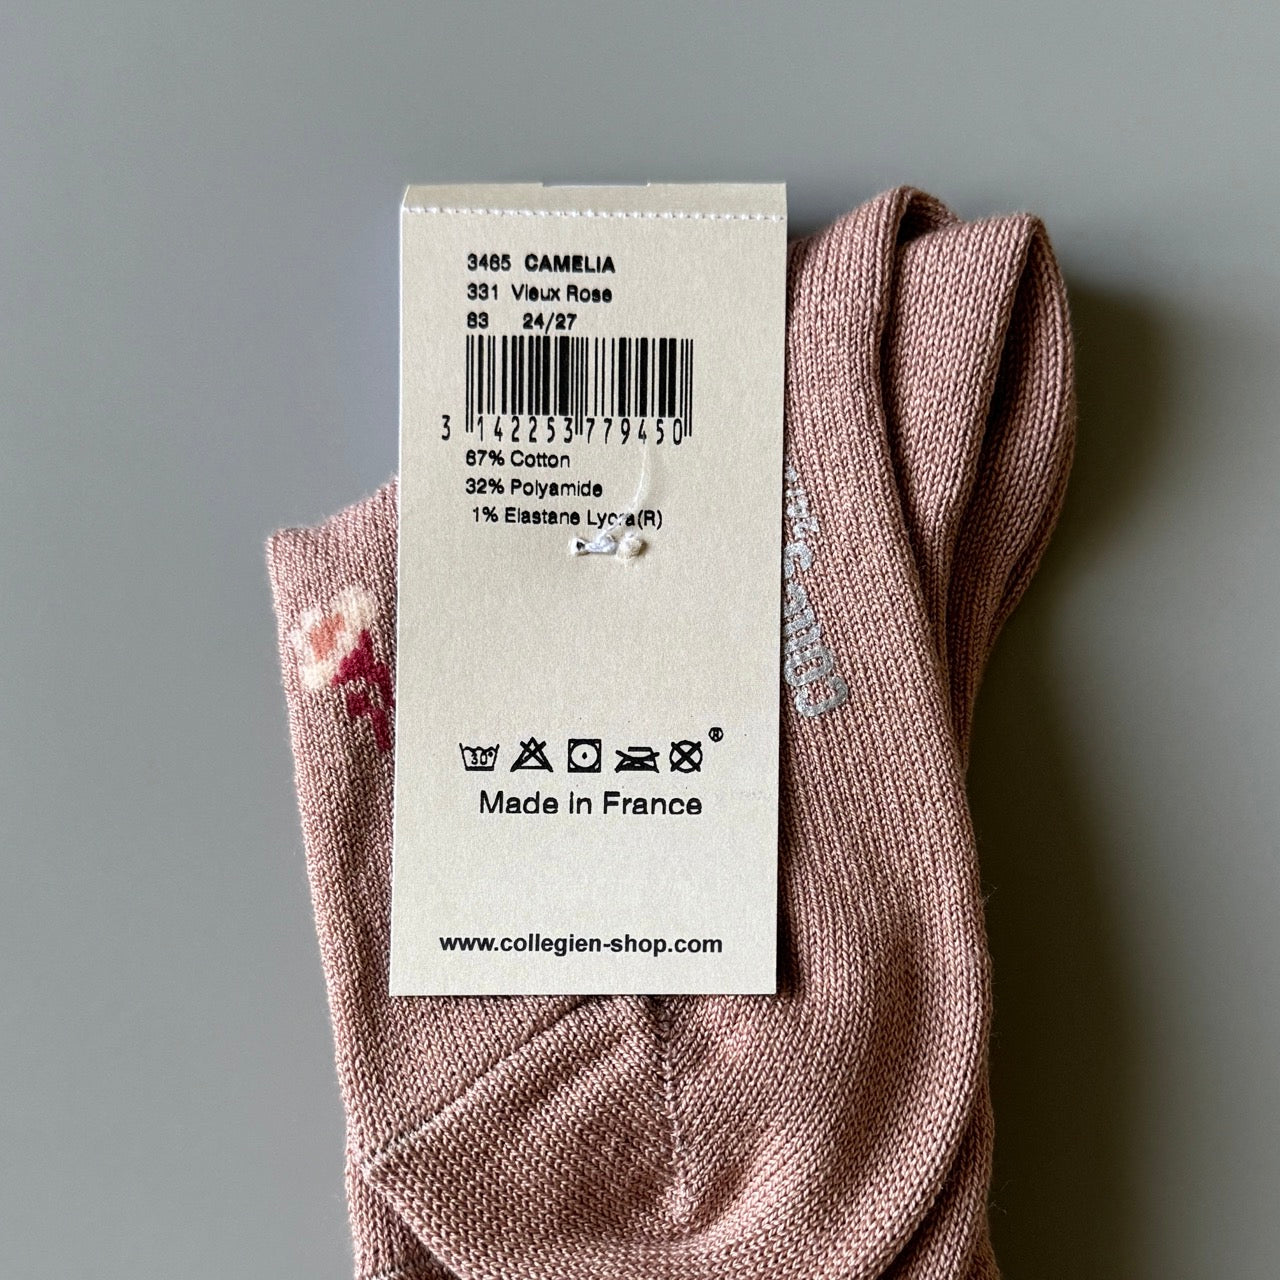 3465 CAMELIA
331 Vieux Rose
83 24/27
3 142253 779450
67% Cotton
32% Polyamide
1% Elastane Lycra(R)
30°
®
Made in France
www.collegien-shop.com